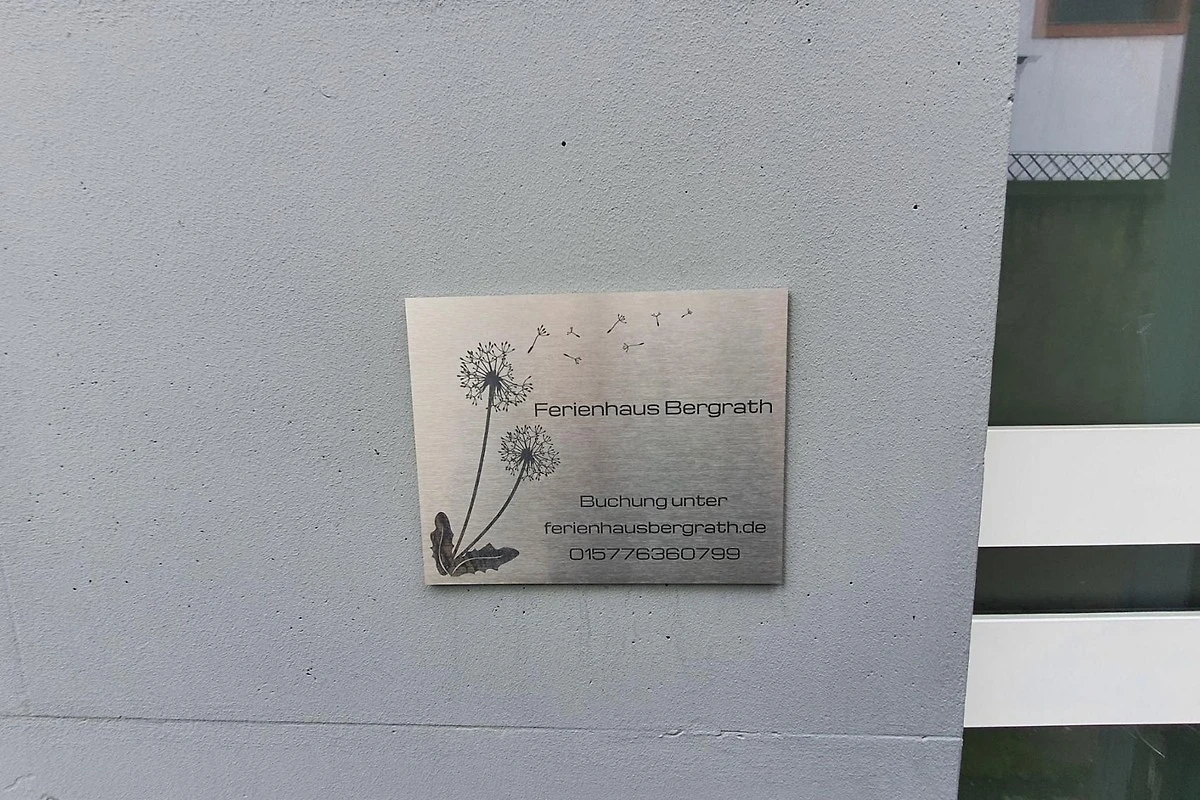 Ferienhaus Bergrath
Buchung unter
ferienhausbergrath.de
015776360799